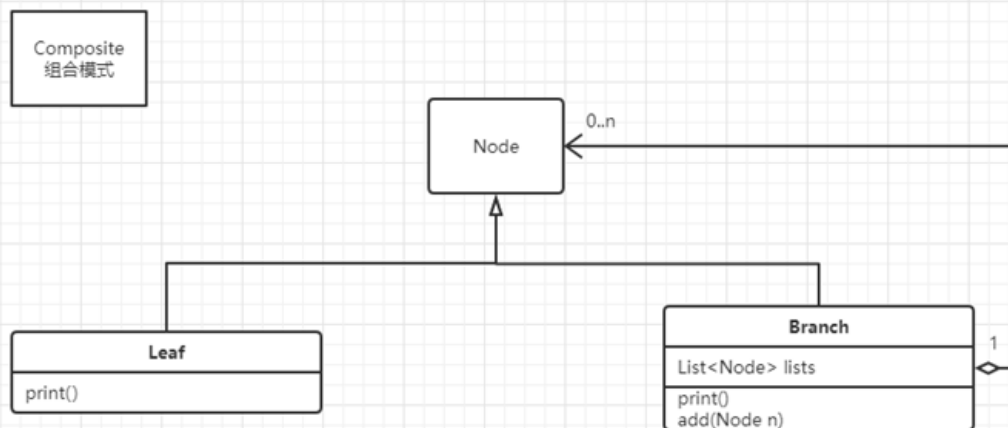 Composite
组合模式
0..n
Node
Branch
1
Leaf
List<Node> lists
print()
print()
add(Node n)